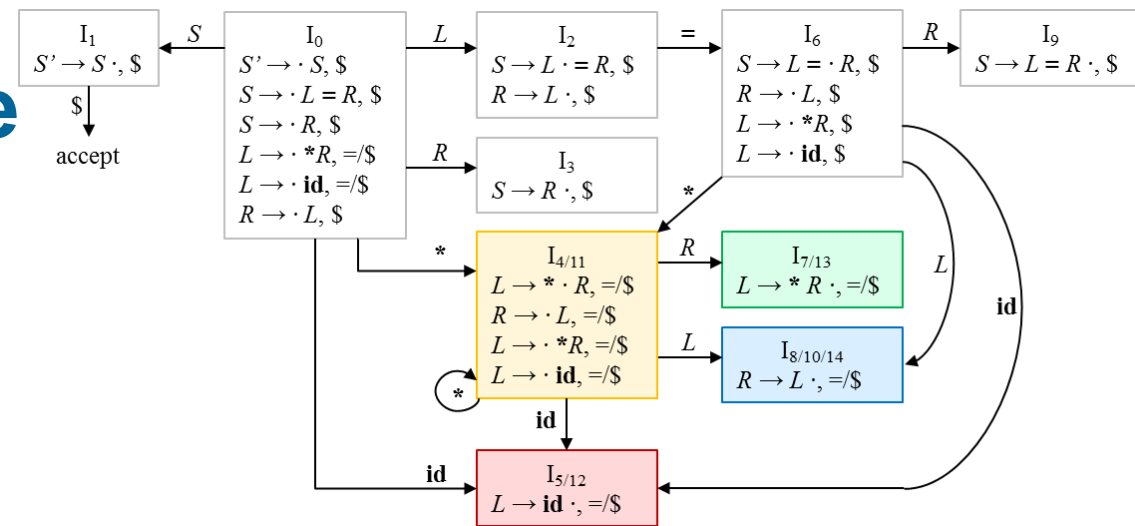 I₁
S' → S ·, $
$
accept
e
S
I₀
S' → · S, $
S → · L = R, $
S → · R, $
L → · *R, =/$
L → · id, =/$
R → · L, $
L
I₂
S → L · = R, $
R → L ·, $
=
I₆
S → L = · R, $
R → · L, $
L → · *R, $
L → · id, $
R
I₉
S → L = R ·, $
R
I₃
S → R ·, $
*
*
I₄/₁₁
L → * · R, =/$
R → · L, =/$
L → · *R, =/$
L → · id, =/$
R
I₇/₁₃
L → * R ·, =/$
L
I₈/₁₀/₁₄
R → L ·, =/$
L
id
*
id
id
I₅/₁₂
L → id ·, =/$